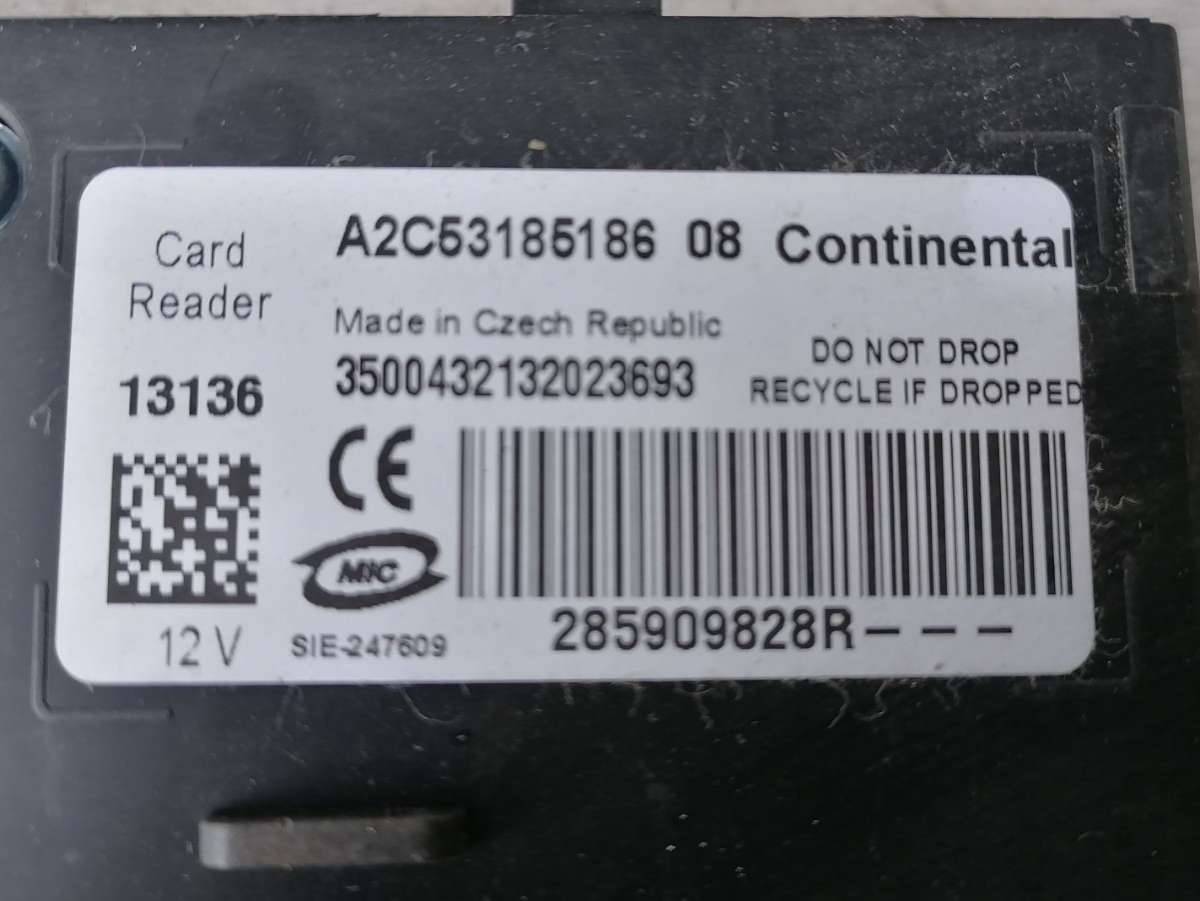 Card
Reader
13136
12 V
A2C53185186 08 Continental
Made in Czech Republic
3500432132023693
DO NOT DROP
RECYCLE IF DROPPED
CE
MIC
SIE-247609
285909828R---